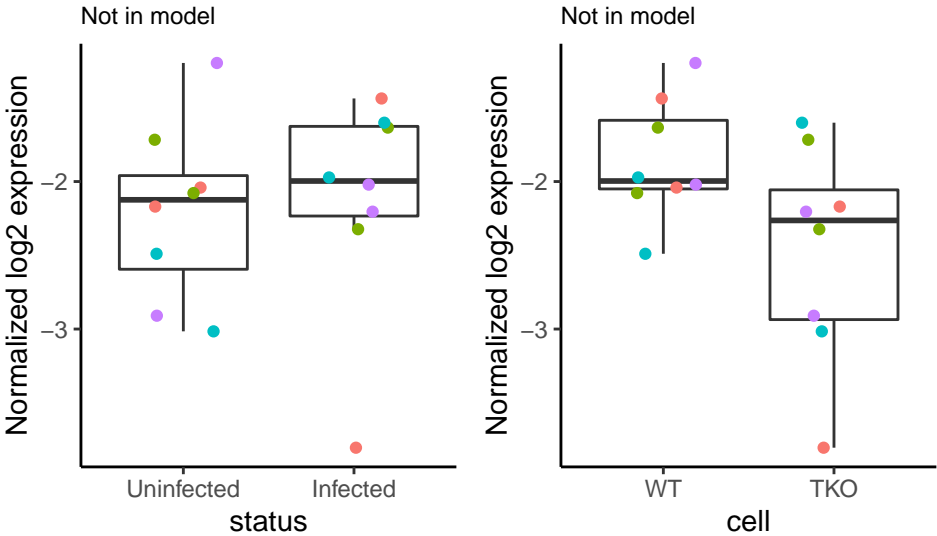 Not in model
Normalized log2 expression
−2
−3
Uninfected
Infected
status
Not in model
Normalized log2 expression
−2
−3
WT
TKO
cell